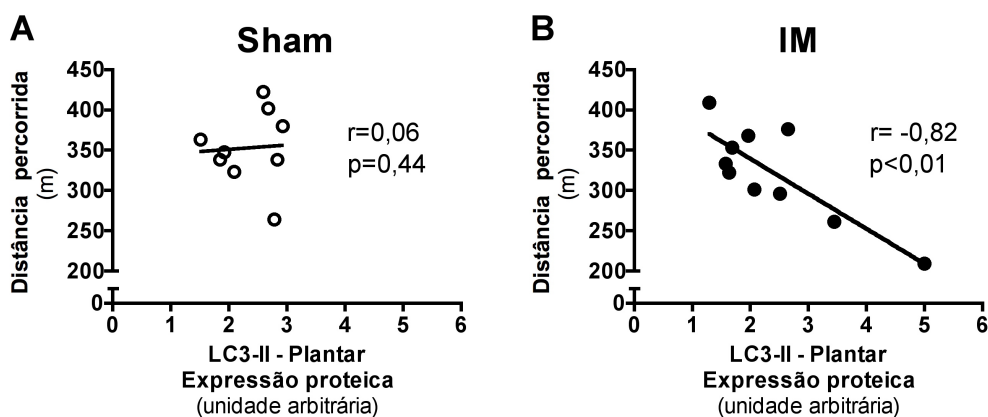 A
Sham
Distância percorrida
(m)
450
400
350
300
250
200
0
r=0,06
p=0,44
0 1 2 3 4 5 6
LC3-II - Plantar
Expressão proteica
(unidade arbitrária)
B
IM
Distância percorrida
(m)
450
400
350
300
250
200
0
r= -0,82
p<0,01
0 1 2 3 4 5 6
LC3-II - Plantar
Expressão proteica
(unidade arbitrária)